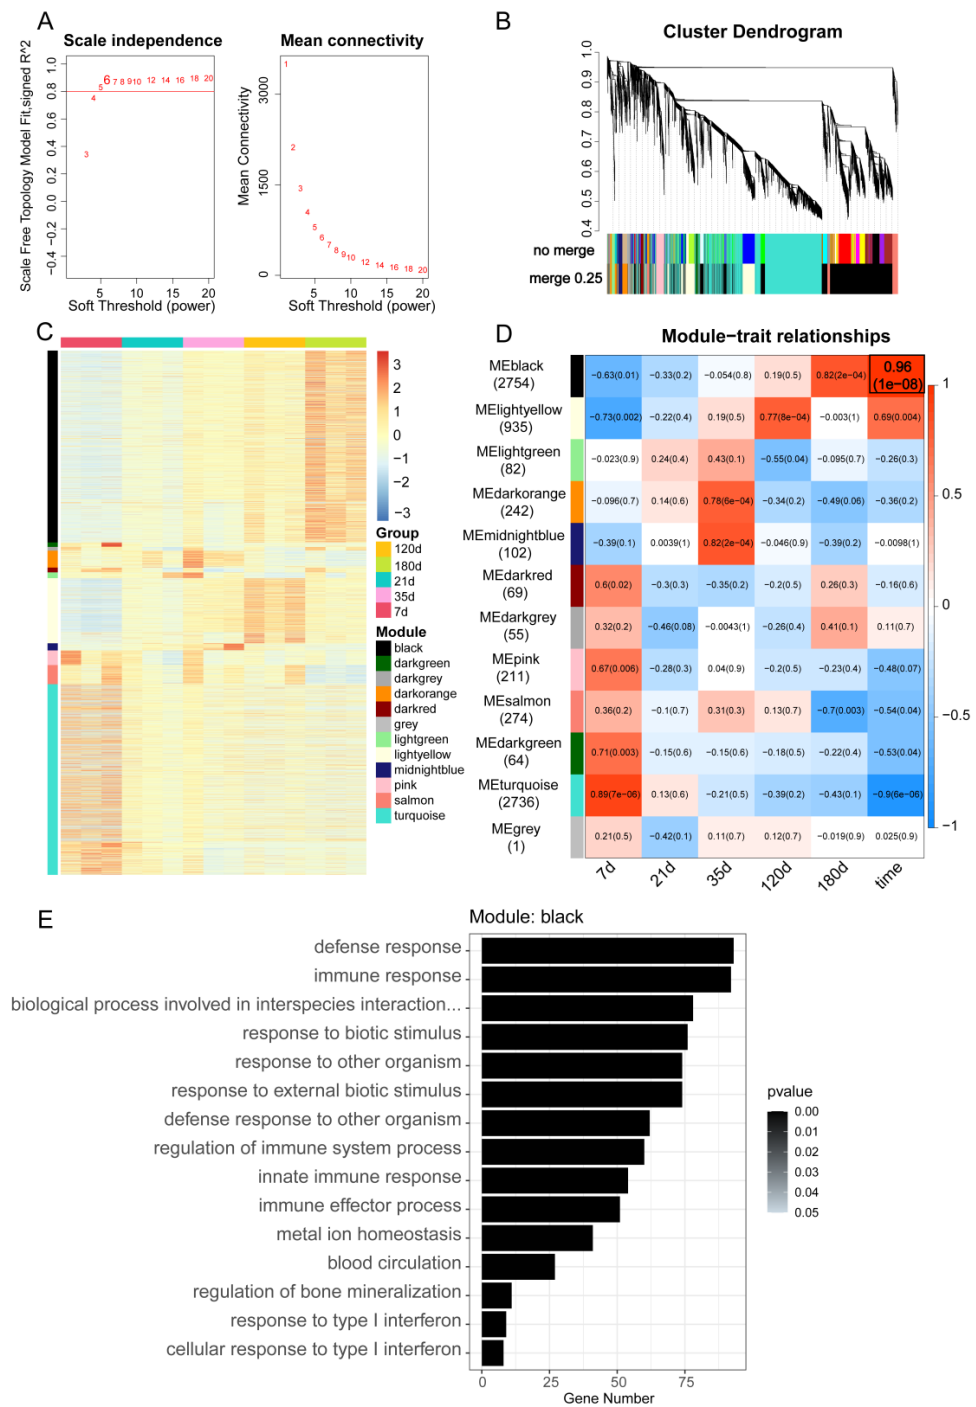 A
Scale independence
Mean connectivity
Scale Free Topology Model Fit,signed R^2
1.0
0.8
0.6
0.4
0.2
0.0
−0.2
−0.4
3
4
5
6
7
8
9
10
12
14
16
18
20
5
10
15
20
Soft Threshold (power)
Mean Connectivity
3000
1500
0
1
2
3
4
5
6
7
8
9
10
12
14
16
18
20
5
10
15
20
Soft Threshold (power)
B
Cluster Dendrogram
1.0
0.9
0.8
0.7
0.6
0.5
0.4
no merge
merge 0.25
C
3
2
1
0
−1
−2
−3
Group
120d
180d
21d
35d
7d
Module
black
darkgreen
darkgrey
darkorange
darkred
grey
lightgreen
lightyellow
midnightblue
pink
salmon
turquoise
D
Module−trait relationships
MEblack
(2754)
−0.63(0.01) −0.33(0.2) −0.054(0.8) 0.19(0.5) 0.82(2e−04) 0.96
(1e−08)
MElightyellow
(935)
−0.73(0.002) −0.22(0.4) 0.19(0.5) 0.77(8e−04) −0.003(1) 0.69(0.004)
MElightgreen
(82)
−0.023(0.9) 0.24(0.4) 0.43(0.1) −0.55(0.04) −0.095(0.7) −0.26(0.3)
MEdarkorange
(242)
−0.096(0.7) 0.14(0.6) 0.78(6e−04) −0.34(0.2) −0.49(0.06) −0.36(0.2)
MEmidnightblue
(102)
−0.39(0.1) 0.0039(1) 0.82(2e−04) −0.046(0.9) −0.39(0.2) −0.0098(1)
MEdarkred
(69)
0.6(0.02) −0.3(0.3) −0.35(0.2) −0.2(0.5) 0.26(0.3) −0.16(0.6)
MEdarkgrey
(55)
0.32(0.2) −0.46(0.08) −0.0043(1) −0.26(0.4) 0.41(0.1) 0.11(0.7)
MEpink
(211)
0.67(0.006) −0.28(0.3) 0.04(0.9) −0.2(0.5) −0.23(0.4) −0.48(0.07)
MEsalmon
(274)
0.36(0.2) −0.1(0.7) 0.31(0.3) 0.13(0.7) −0.7(0.003) −0.54(0.04)
MEdarkgreen
(64)
0.71(0.003) −0.15(0.6) −0.15(0.6) −0.18(0.5) −0.22(0.4) −0.53(0.04)
MEturquoise
(2736)
0.89(7e−06) 0.13(0.6) −0.21(0.5) −0.39(0.2) −0.43(0.1) −0.9(6e−06)
MEgrey
(1)
0.21(0.5) −0.42(0.1) 0.11(0.7) 0.12(0.7) −0.019(0.9) 0.025(0.9)
7d
21d
35d
120d
180d
time
1
0.5
0
−0.5
−1
E
Module: black
defense response
immune response
biological process involved in interspecies interaction...
response to biotic stimulus
response to other organism
response to external biotic stimulus
defense response to other organism
regulation of immune system process
innate immune response
immune effector process
metal ion homeostasis
blood circulation
regulation of bone mineralization
response to type I interferon
cellular response to type I interferon
0
25
50
75
Gene Number
pvalue
0.00
0.01
0.02
0.03
0.04
0.05